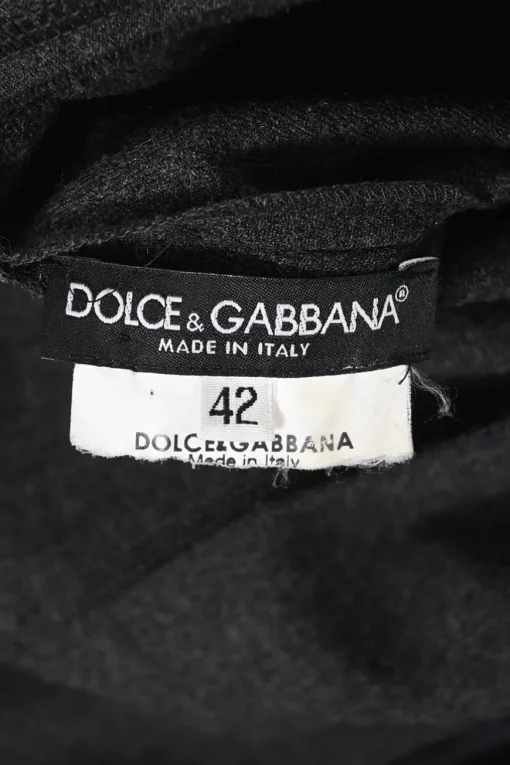 DOLCE & GABBANA®
MADE IN ITALY
42
DOLCE&GABBANA
Made in Italy